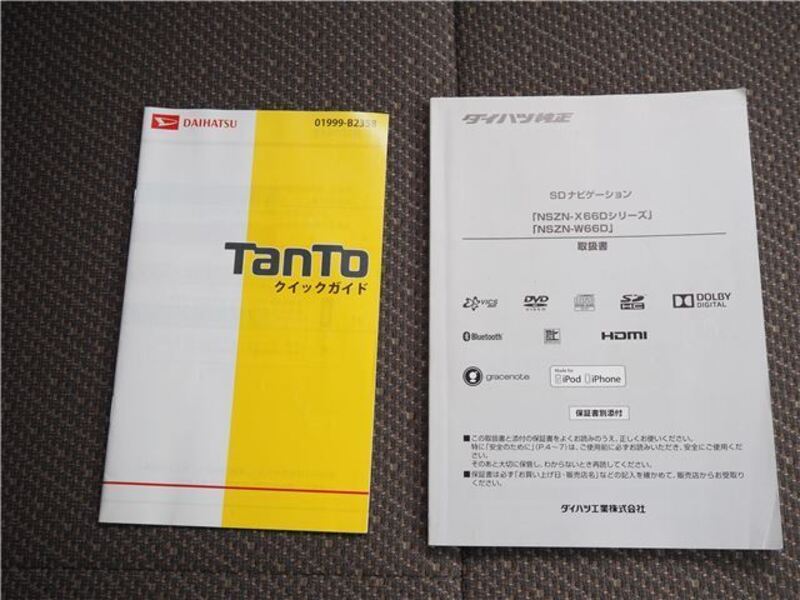 DAIHATSU
01999-B2358
TanTo
クイックガイド
ダイハツ純正
SDナビゲーション
「NSZN-X66Dシリーズ」
「NSZN-W66D」
取扱書
VICS
DVD
VIDEO
SD
HC
DOLBY
DIGITAL
Bluetooth
HDMI
gracenote
Made for
iPod iPhone
保証書別添付
■この取扱書と添付の保証書をよくお読みのうえ、正しくお使いください。
特に「安全のために」(P.4~7)は、ご使用前に必ずお読みいただき、安全にご使用くだ
さい。
そのあと大切に保管し、わからないとき再読してください。
■保証書は必ず「お買い上げ日・販売店名」などの記入を確かめて、販売店からお受取り
ください。
ダイハツ工業株式会社